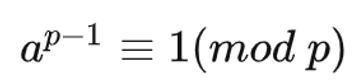 a^{p-1} ≡ 1(mod p)